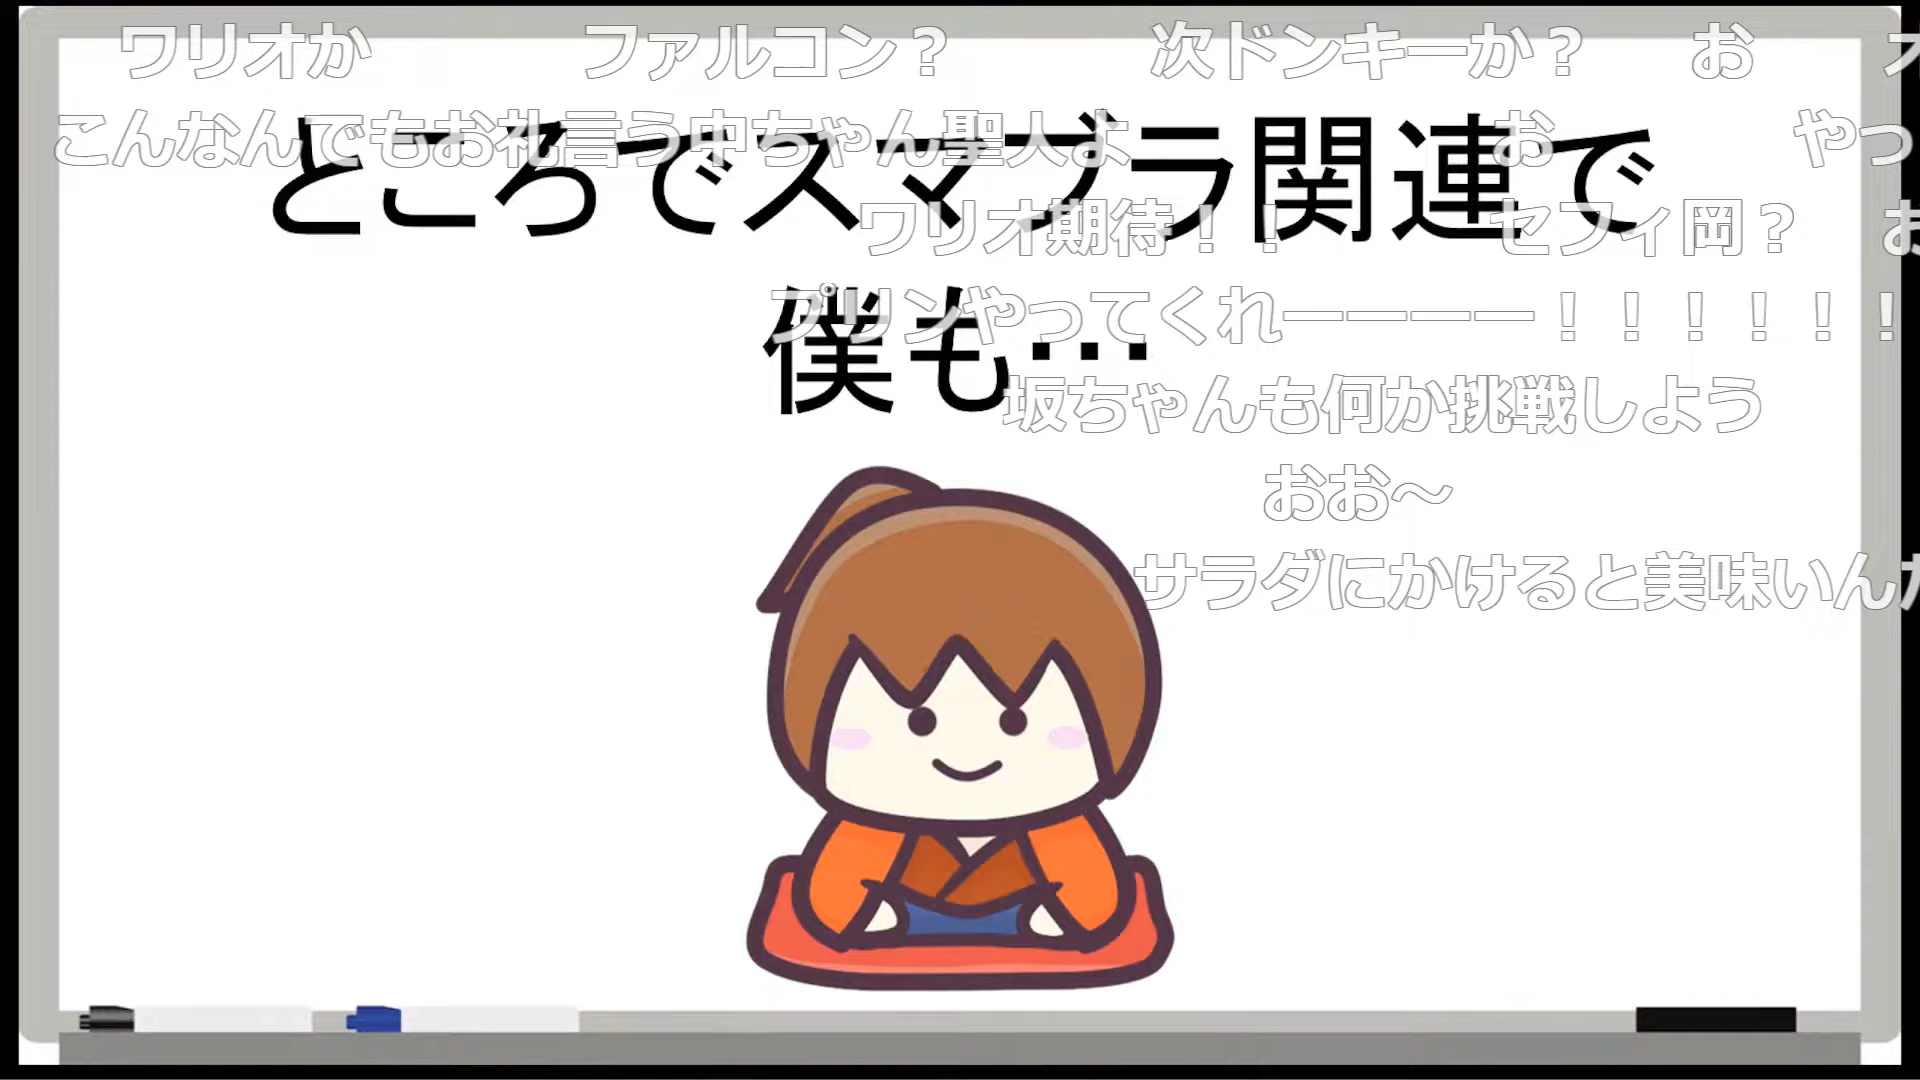 ワリオか ファルコン？ 次ドンキーか？ お
こんなんでもお礼言う中ちゃん聖人よ お やっ
ところでスマブラ関連で
ワリオ期待！！ セフィ岡？ お
プリンやってくれーーーー！！！！！！
僕も…
坂ちゃんも何か挑戦しよう
おお～
サラダにかけると美味いんだ